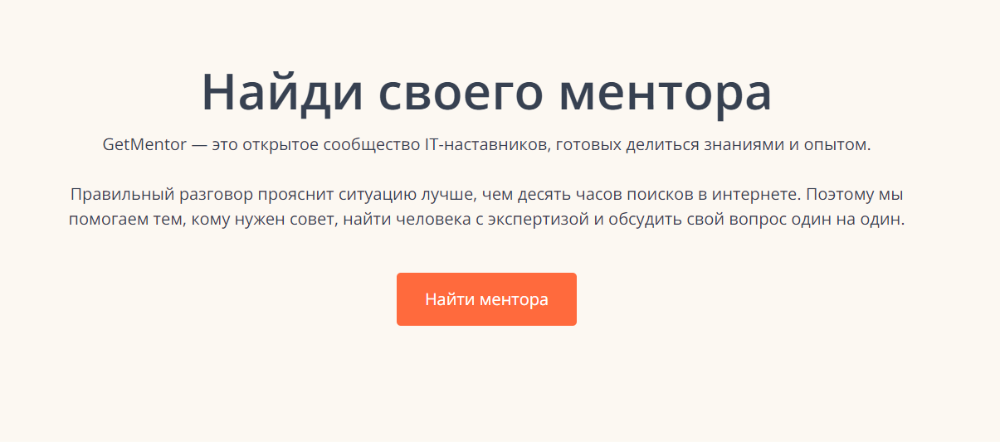 Найди своего ментора
GetMentor — это открытое сообщество IT-наставников, готовых делиться знаниями и опытом.
Правильный разговор прояснит ситуацию лучше, чем десять часов поисков в интернете. Поэтому мы
помогаем тем, кому нужен совет, найти человека с экспертизой и обсудить свой вопрос один на один.
Найти ментора